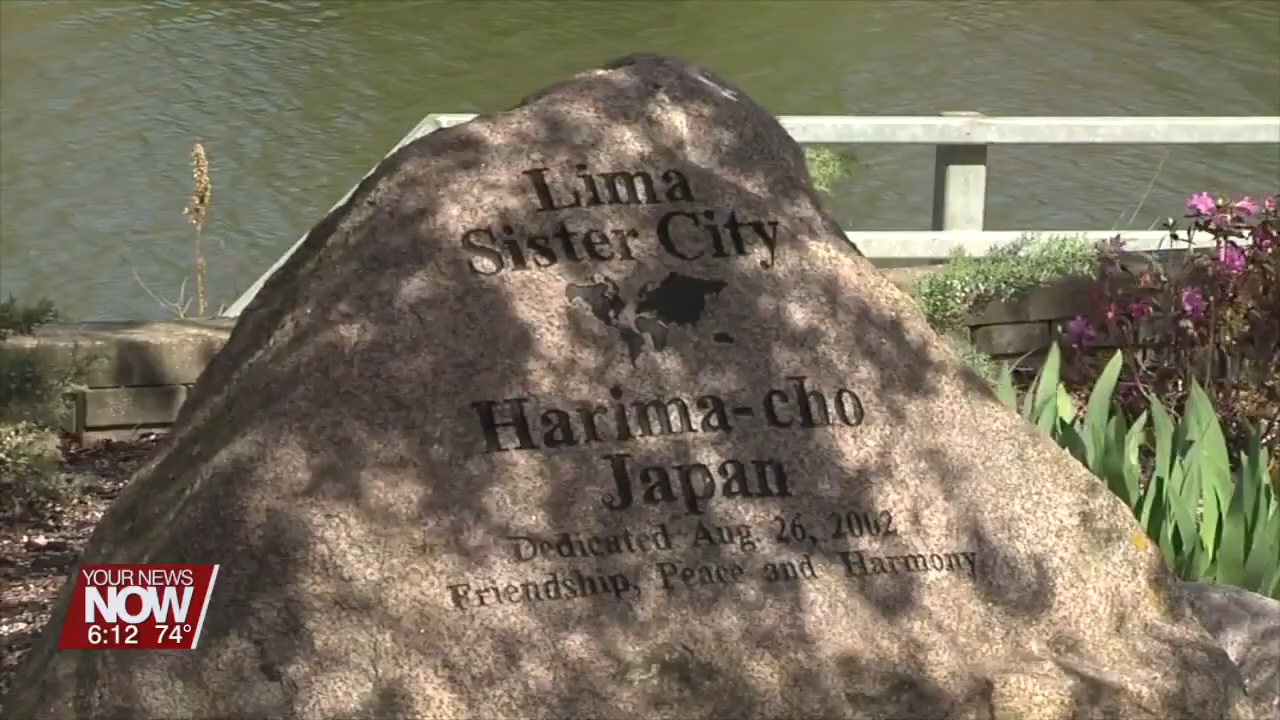 Lima
Sister City
Harima-cho
Japan
Dedicated Aug. 26, 2002
Friendship, Peace and Harmony
YOUR NEWS
NOW
6:12 74°